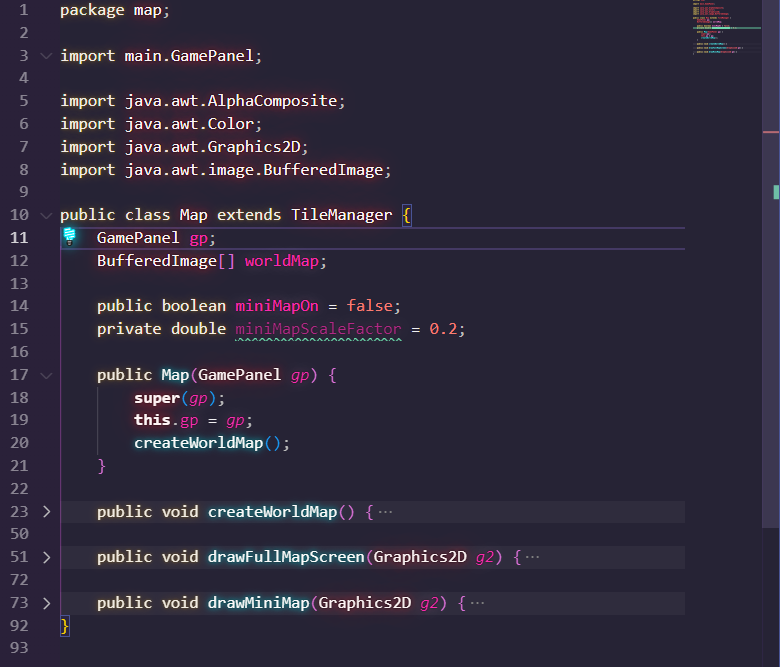 1 package map;
2
3 import main.GamePanel;
4
5 import java.awt.AlphaComposite;
6 import java.awt.Color;
7 import java.awt.Graphics2D;
8 import java.awt.image.BufferedImage;
9
10 public class Map extends TileManager {
11 GamePanel gp;
12 BufferedImage[] worldMap;
13
14 public boolean miniMapOn = false;
15 private double miniMapScaleFactor = 0.2;
16
17 public Map(GamePanel gp) {
18 super(gp);
19 this.gp = gp;
20 createWorldMap();
21 }
22
23 public void createWorldMap() { ···
50
51 public void drawFullMapScreen(Graphics2D g2) { ···
72
73 public void drawMiniMap(Graphics2D g2) { ···
92 }
93